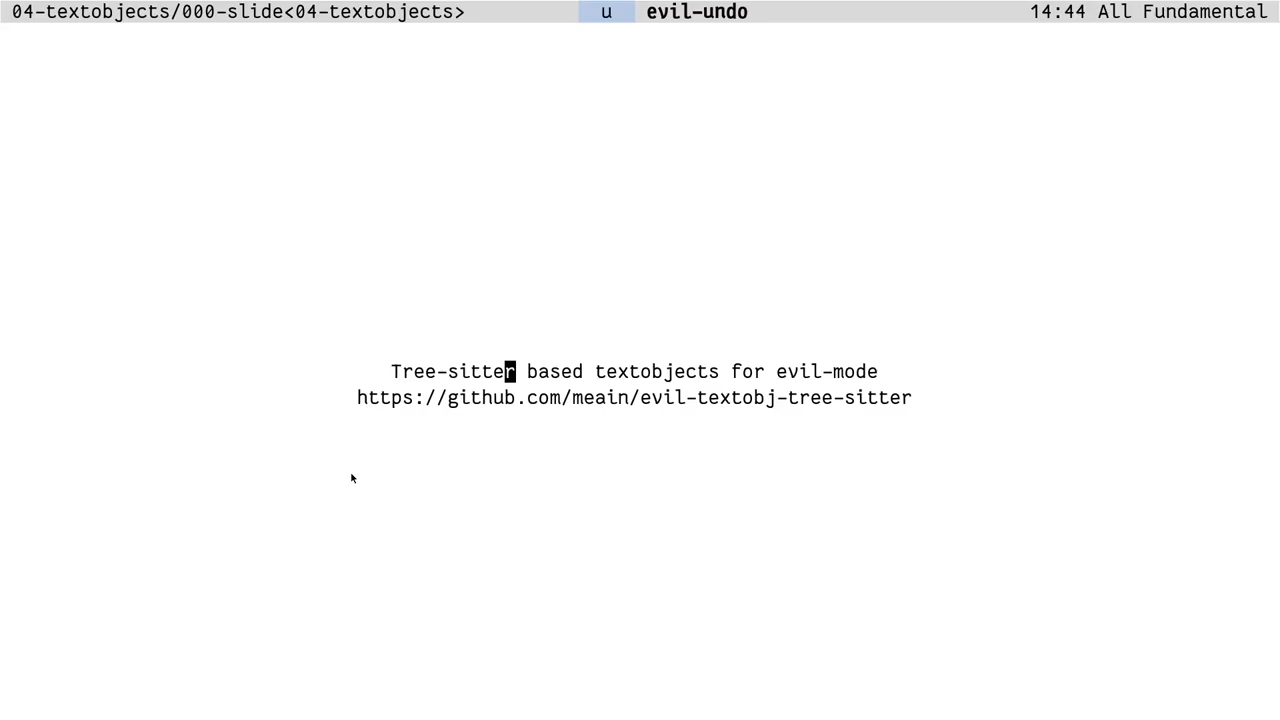 04-textobjects/000-slide<04-textobjects> u evil-undo 14:44 All Fundamental
Tree-sitter based textobjects for evil-mode
https://github.com/meain/evil-textobj-tree-sitter